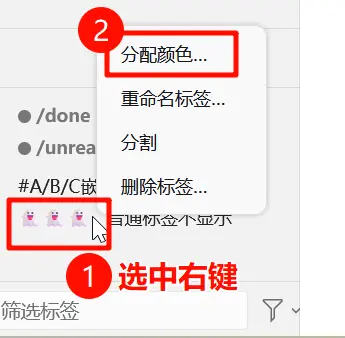 2
分配颜色...
重命名标签...
/done
/unrea
分割
#A/B/C嵌
删除标签...
普通标签不显示
1 选中右键
筛选标签